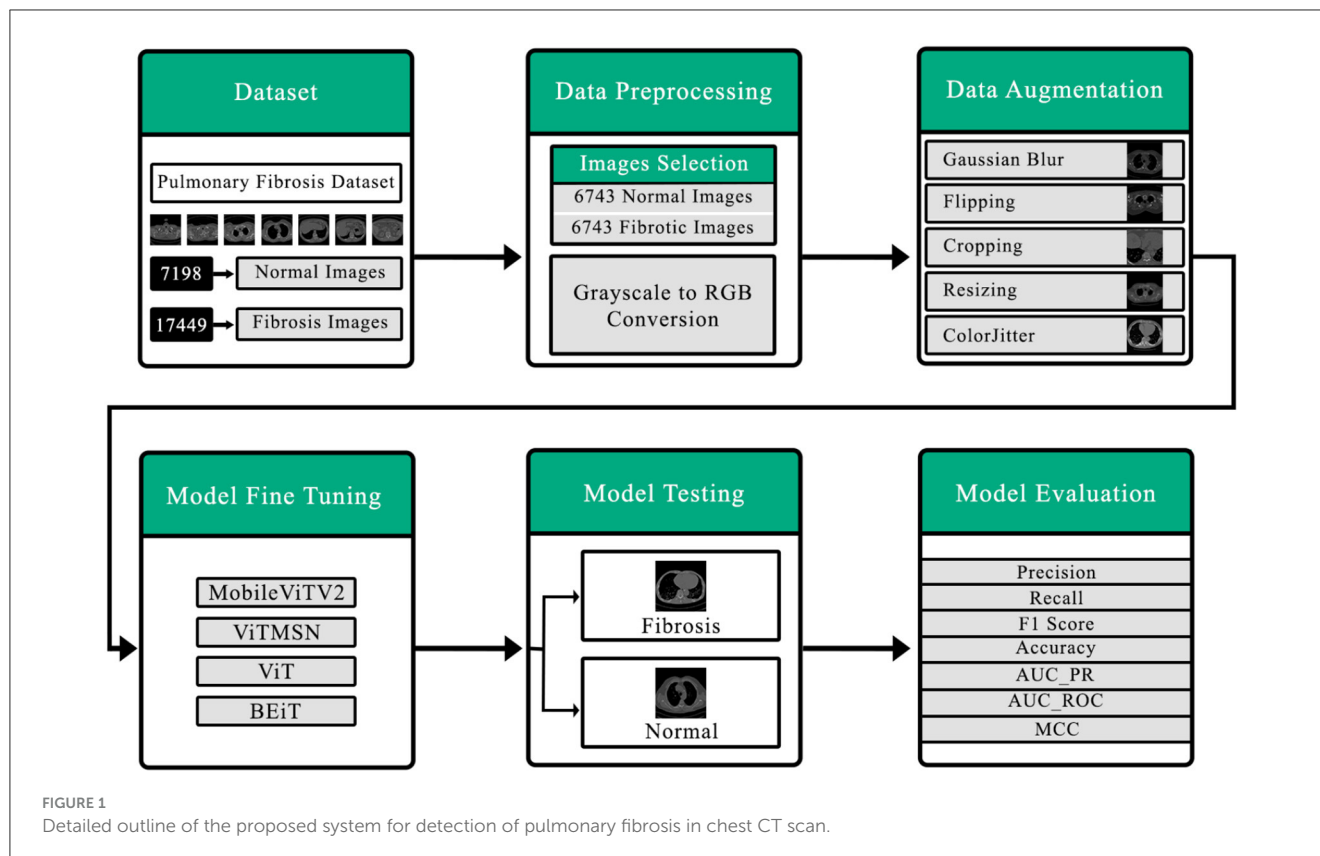 Dataset
Pulmonary Fibrosis Dataset
7198
Normal Images
17449
Fibrosis Images
Data Preprocessing
Images Selection
6743 Normal Images
6743 Fibrotic Images
Grayscale to RGB
Conversion
Data Augmentation
Gaussian Blur
Flipping
Cropping
Resizing
ColorJitter
Model Fine Tuning
MobileViTV2
ViTMSN
ViT
BEiT
Model Testing
Fibrosis
Normal
Model Evaluation
Precision
Recall
F1 Score
Accuracy
AUC_PR
AUC_ROC
MCC
FIGURE 1
Detailed outline of the proposed system for detection of pulmonary fibrosis in chest CT scan.